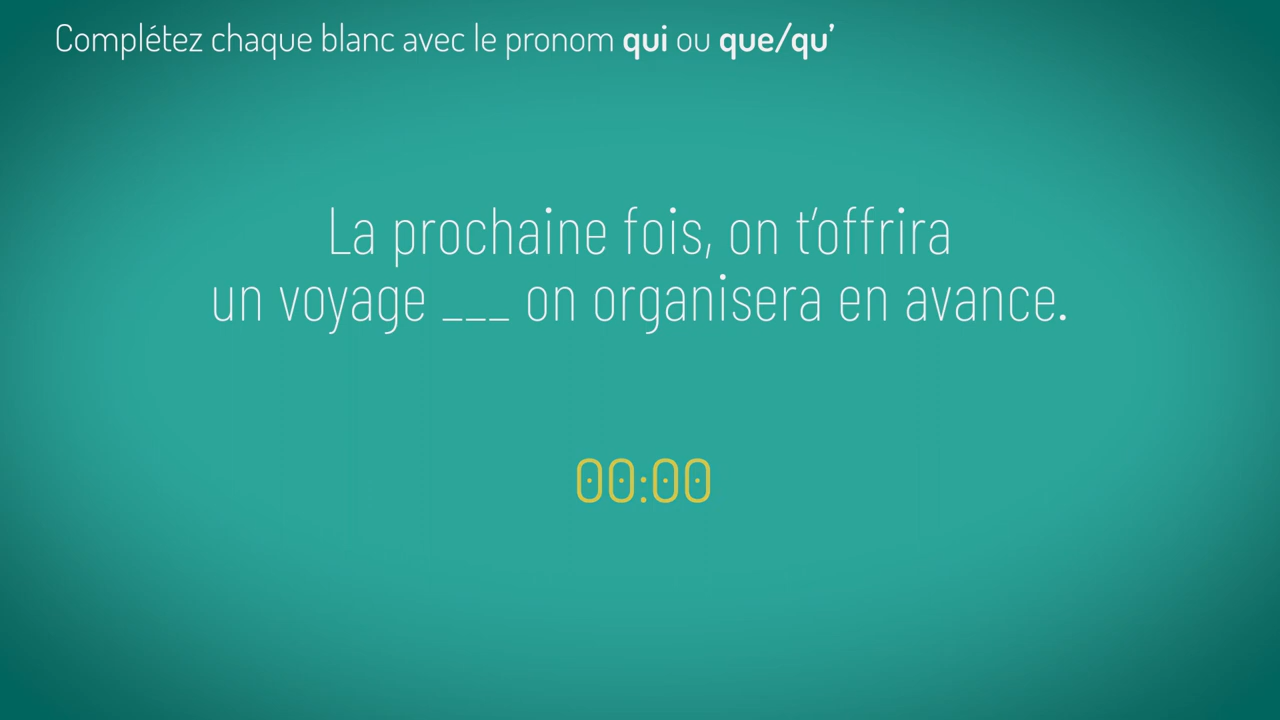 Complétez chaque blanc avec le pronom qui ou que/qu’
La prochaine fois, on t’offrira
un voyage ___ on organisera en avance.
00:00